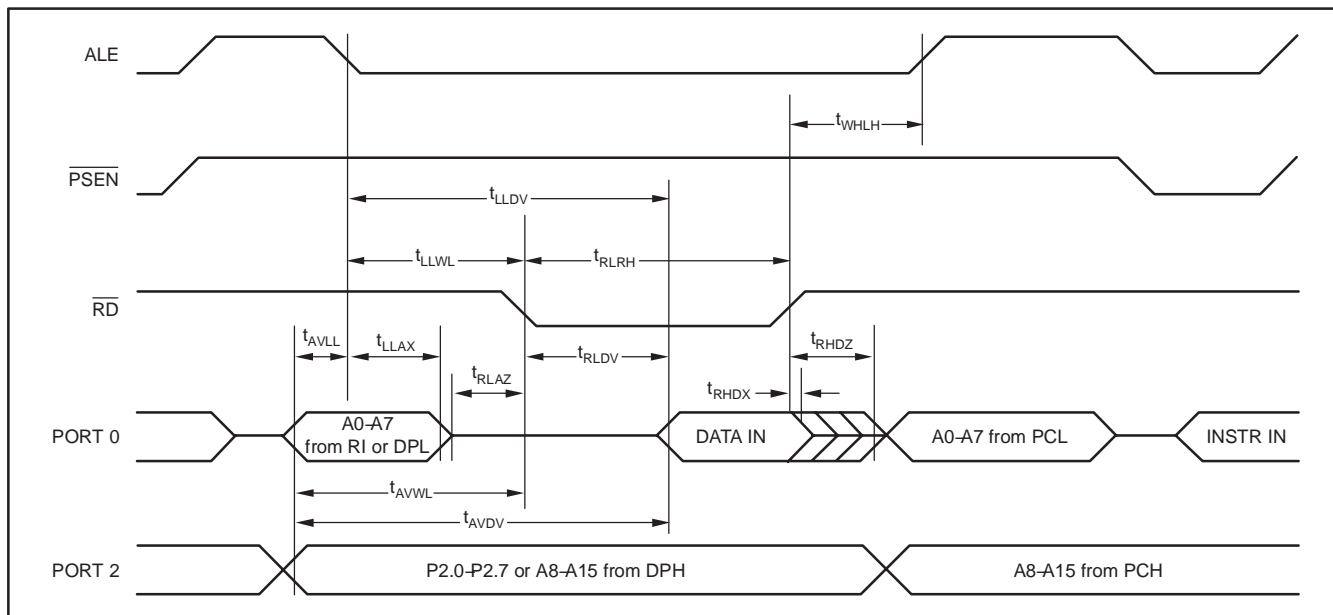 ALE
tWHLH
PSEN
tLLDV
tLLWL
tRLRH
RD
tAVLL
tLLAX
tRLDV
tRHDZ
tRLAZ
tRHDX
PORT 0
A0-A7
from RI or DPL
DATA IN
A0-A7 from PCL
INSTR IN
tAVWL
tAVDV
PORT 2
P2.0-P2.7 or A8-A15 from DPH
A8-A15 from PCH